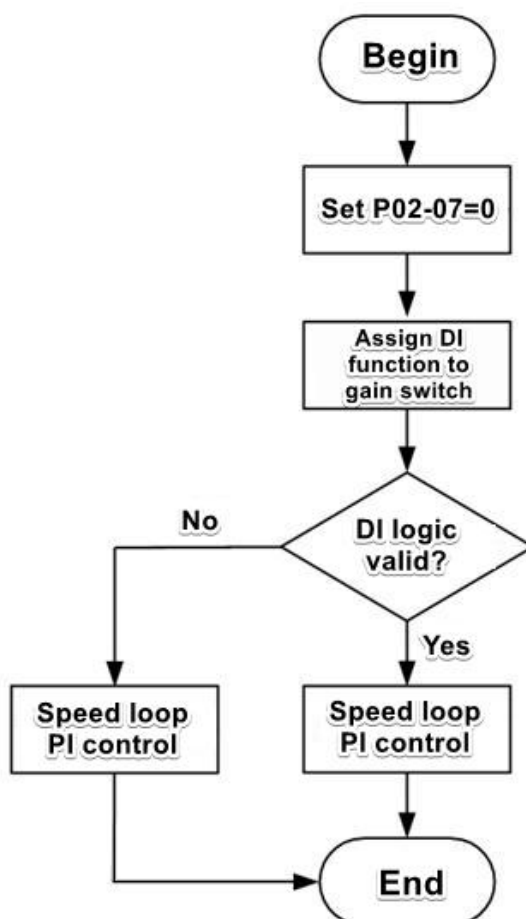 Begin
Set P02-07=0
Assign DI
function to
gain switch
DI logic
valid?
No
Yes
Speed loop
PI control
Speed loop
PI control
End